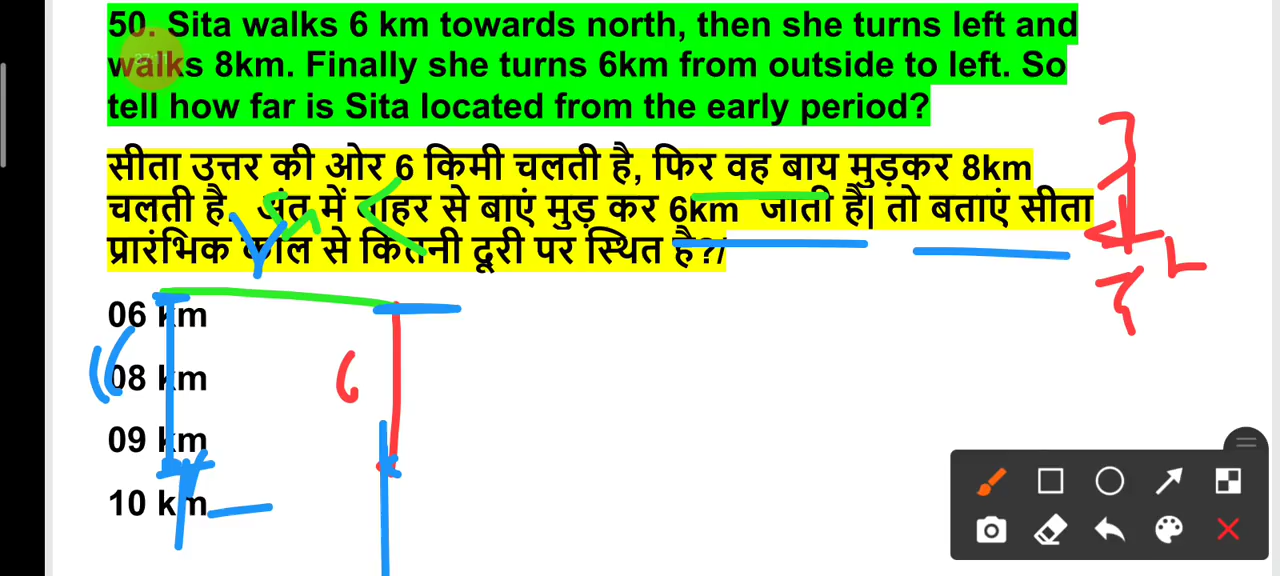 50. Sita walks 6 km towards north, then she turns left and
walks 8km. Finally she turns 6km from outside to left. So
tell how far is Sita located from the early period?
सीता उत्तर की ओर 6 किमी चलती है, फिर वह बाय मुड़कर 8km
चलती है, अंत में बाहर से बाएं मुड़ कर 6km जाती है| तो बताएं सीता
प्रारंभिक काल से कितनी दूरी पर स्थित है?/
06 km
6
08 km
09 km
10 km